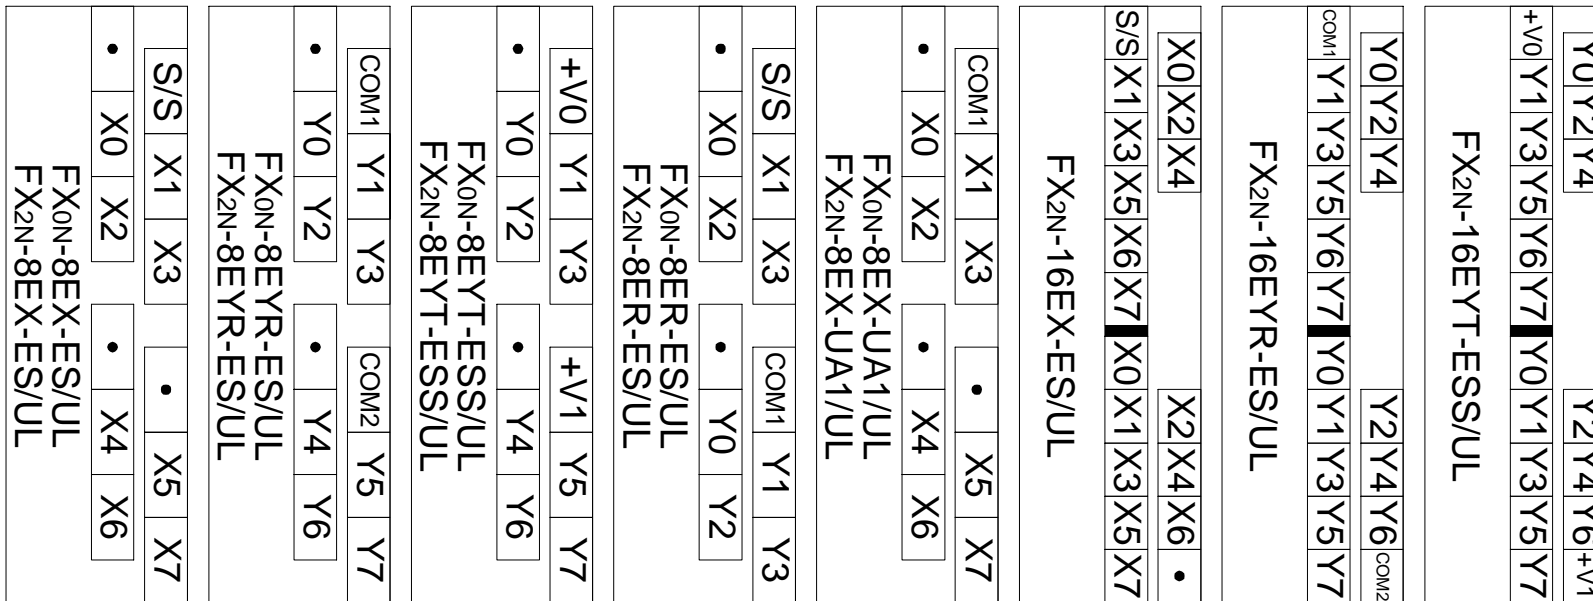 Y0 Y2 Y4 Y2 Y4 Y6 +V1
+V0 Y1 Y3 Y5 Y6 Y7 Y0 Y1 Y3 Y5 Y7
FX2N-16EYT-ESS/UL
Y0 Y2 Y4 Y2 Y4 Y6 COM2
COM1 Y1 Y3 Y5 Y6 Y7 Y0 Y1 Y3 Y5 Y7
FX2N-16EYR-ES/UL
X0 X2 X4 X2 X4 X6 •
S/S X1 X3 X5 X6 X7 X0 X1 X3 X5 X7
FX2N-16EX-ES/UL
COM1 X1 X3 • X5 X7
• X0 X2 • X4 X6
FX0N-8EX-UA1/UL
FX2N-8EX-UA1/UL
S/S X1 X3 COM1 Y1 Y3
• X0 X2 • Y0 Y2
FX0N-8ER-ES/UL
FX2N-8ER-ES/UL
+V0 Y1 Y3 +V1 Y5 Y7
• Y0 Y2 • Y4 Y6
FX0N-8EYT-ESS/UL
FX2N-8EYT-ESS/UL
COM1 Y1 Y3 COM2 Y5 Y7
• Y0 Y2 • Y4 Y6
FX0N-8EYR-ES/UL
FX2N-8EYR-ES/UL
S/S X1 X3 • X5 X7
• X0 X2 • X4 X6
FX0N-8EX-ES/UL
FX2N-8EX-ES/UL